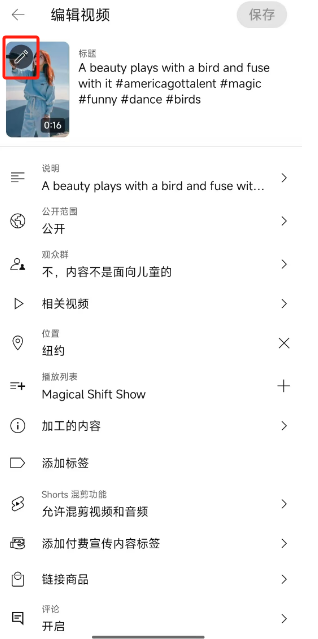 编辑视频
保存
标题
A beauty plays with a bird and fuse
with it #americagottalent #magic
#funny #dance #birds
0:16
说明
A beauty plays with a bird and fuse wit...
公开范围
公开
观众群
不，内容不是面向儿童的
相关视频
位置
纽约
播放列表
Magical Shift Show
加工的内容
添加标签
Shorts 混剪功能
允许混剪视频和音频
添加付费宣传内容标签
链接商品
评论
开启